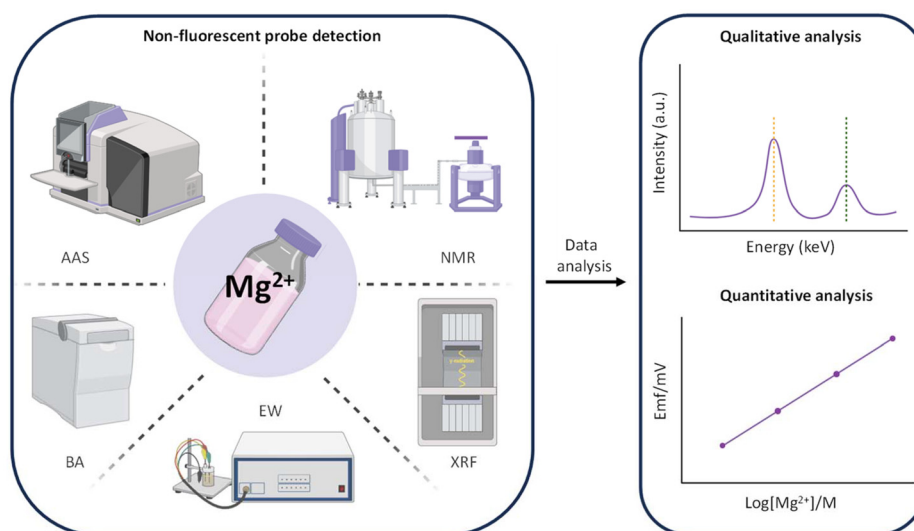 Non-fluorescent probe detection
AAS
NMR
Mg²⁺
BA
EW
XRF
γ-radiation
Data
analysis
Qualitative analysis
Intensity (a.u.)
Energy (keV)
Quantitative analysis
Emf/mV
Log[Mg²⁺]/M